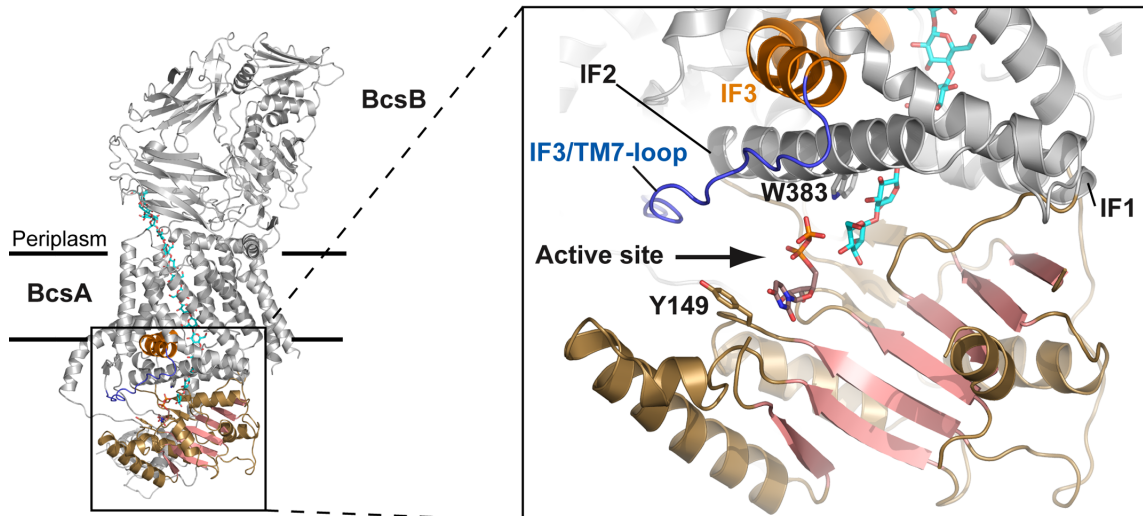 BcsB
Periplasm
BcsA
IF2
IF3
IF3/TM7-loop
W383
IF1
Active site
Y149